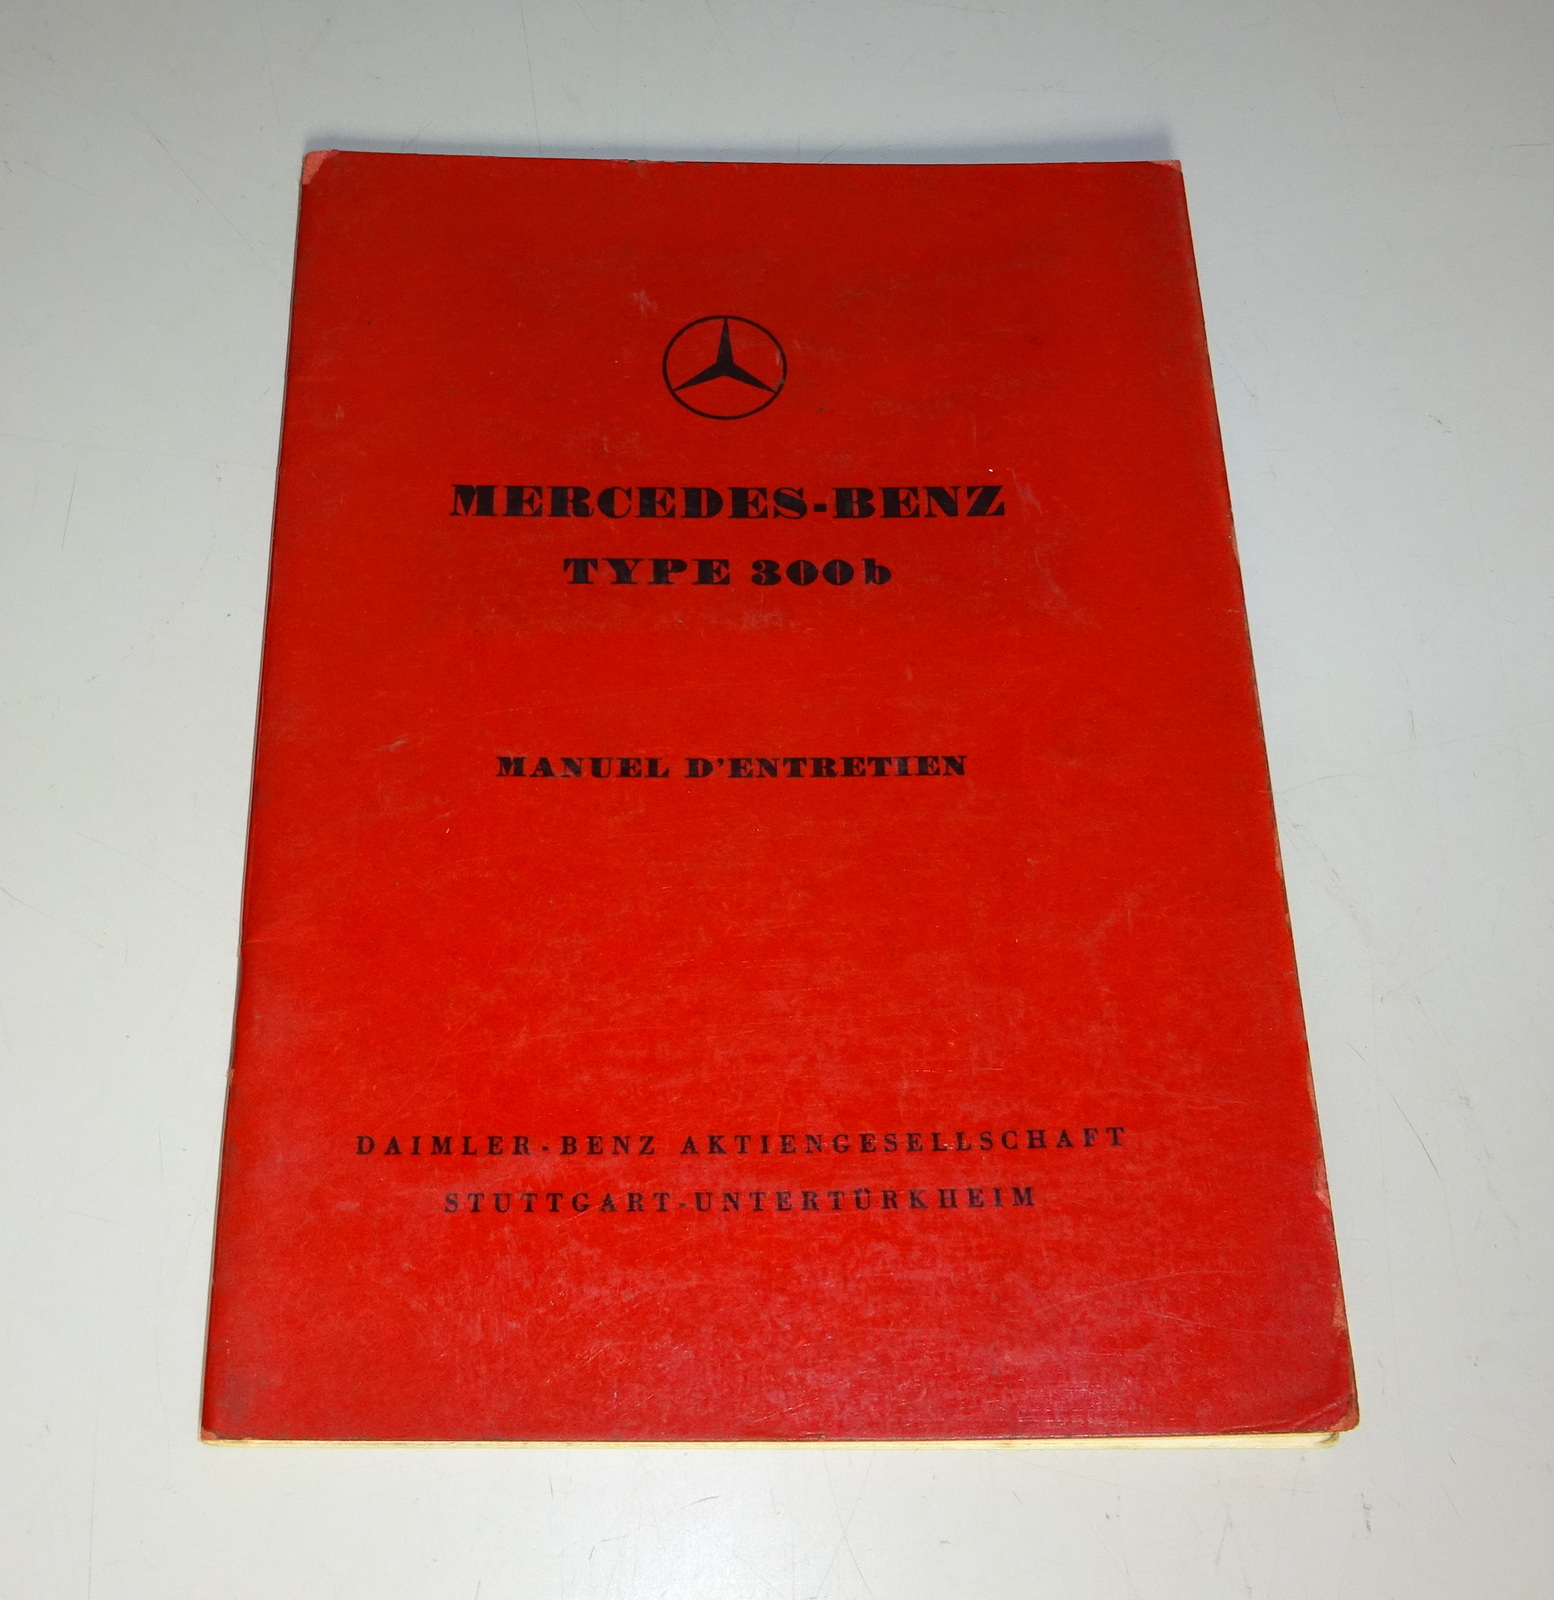 MERCEDES-BENZ
TYPE 300b
MANUEL D'ENTRETIEN
DAIMLER-BENZ AKTIENGESELLSCHAFT
STUTTGART-UNTERTÜRKHEIM